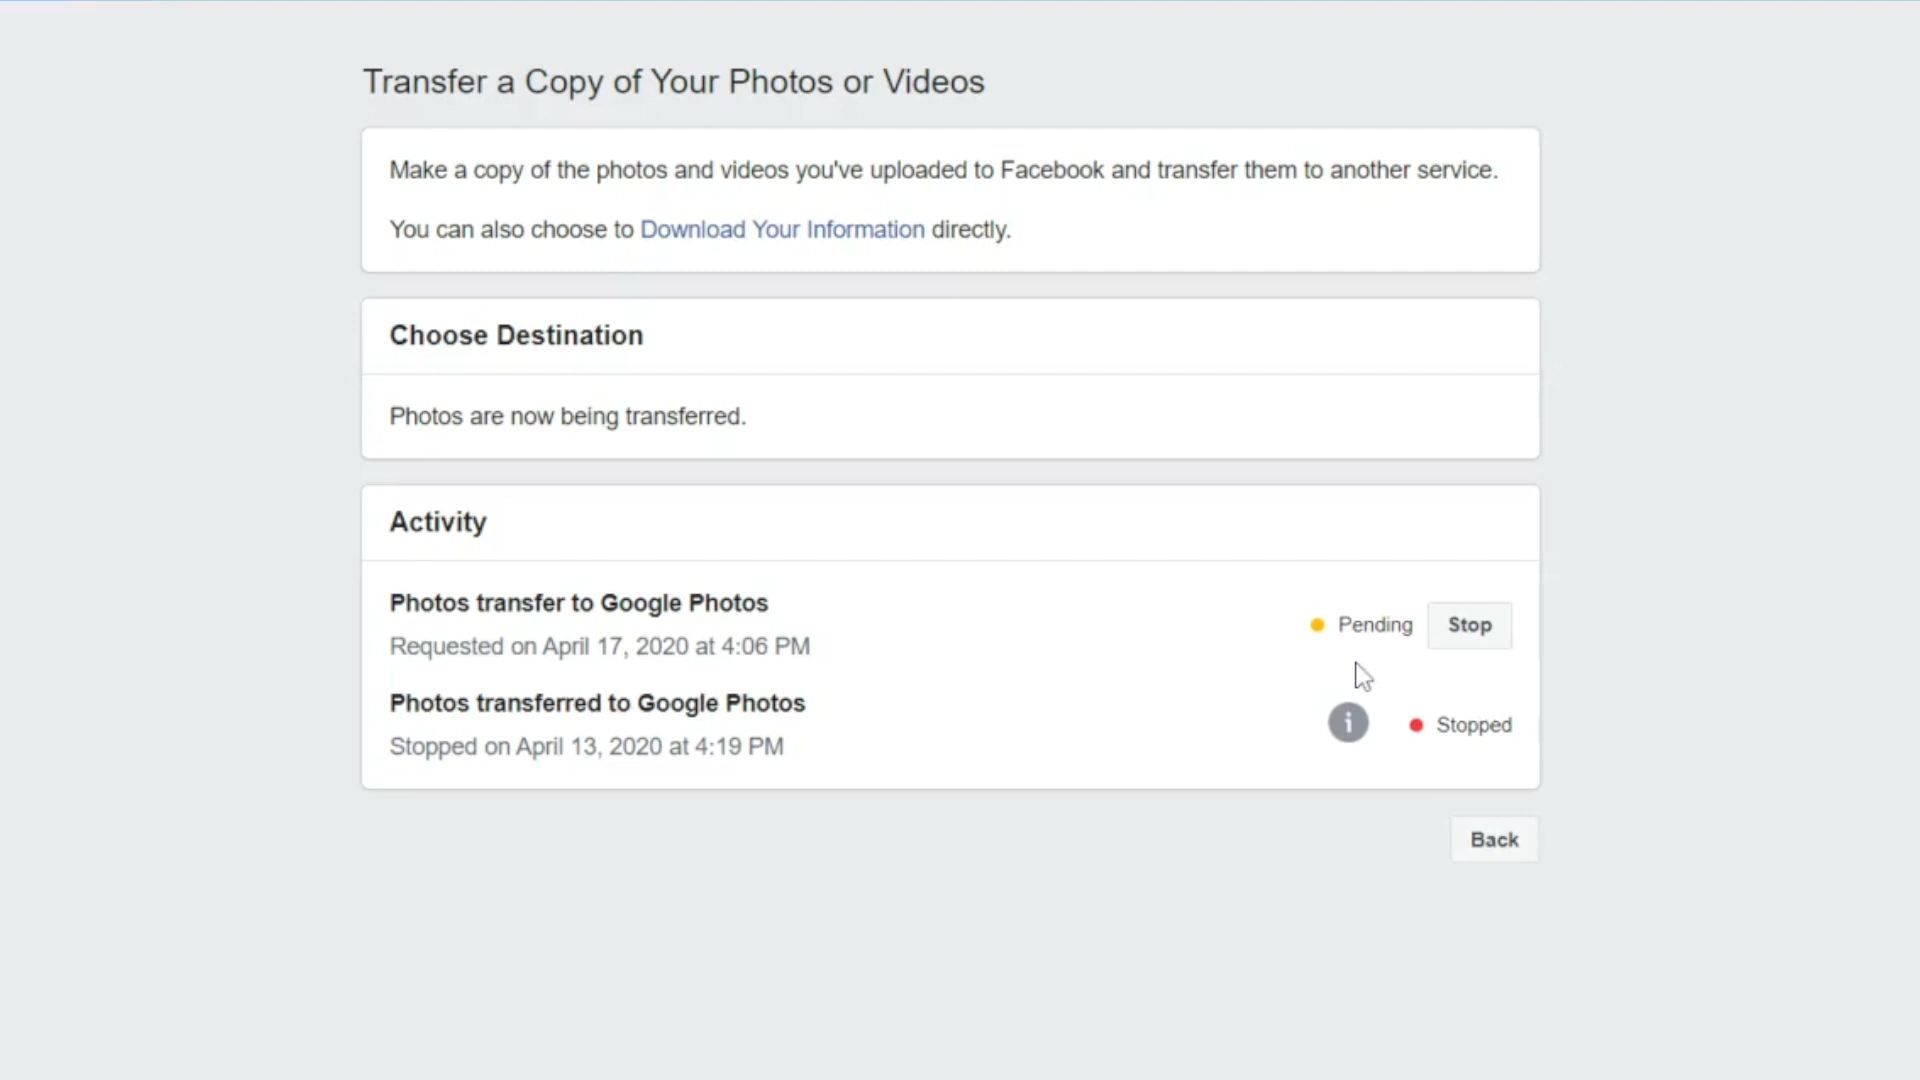 Transfer a Copy of Your Photos or Videos
Make a copy of the photos and videos you've uploaded to Facebook and transfer them to another service.
You can also choose to Download Your Information directly.
Choose Destination
Photos are now being transferred.
Activity
Photos transfer to Google Photos
Requested on April 17, 2020 at 4:06 PM
Pending
Stop
Photos transferred to Google Photos
Stopped on April 13, 2020 at 4:19 PM
i
Stopped
Back